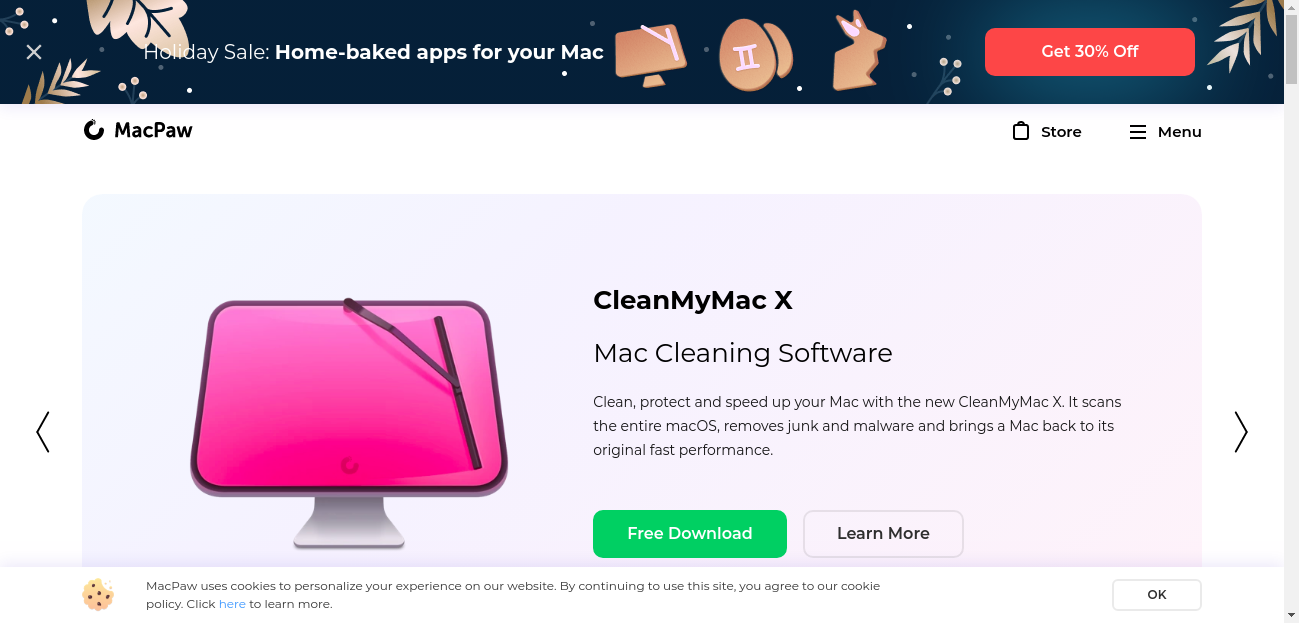 Holiday Sale: Home-baked apps for your Mac
Get 30% Off
MacPaw
Store
Menu
CleanMyMac X
Mac Cleaning Software
Clean, protect and speed up your Mac with the new CleanMyMac X. It scans
the entire macOS, removes junk and malware and brings a Mac back to its
original fast performance.
Free Download
Learn More
MacPaw uses cookies to personalize your experience on our website. By continuing to use this site, you agree to our cookie
policy. Click here to learn more.
OK